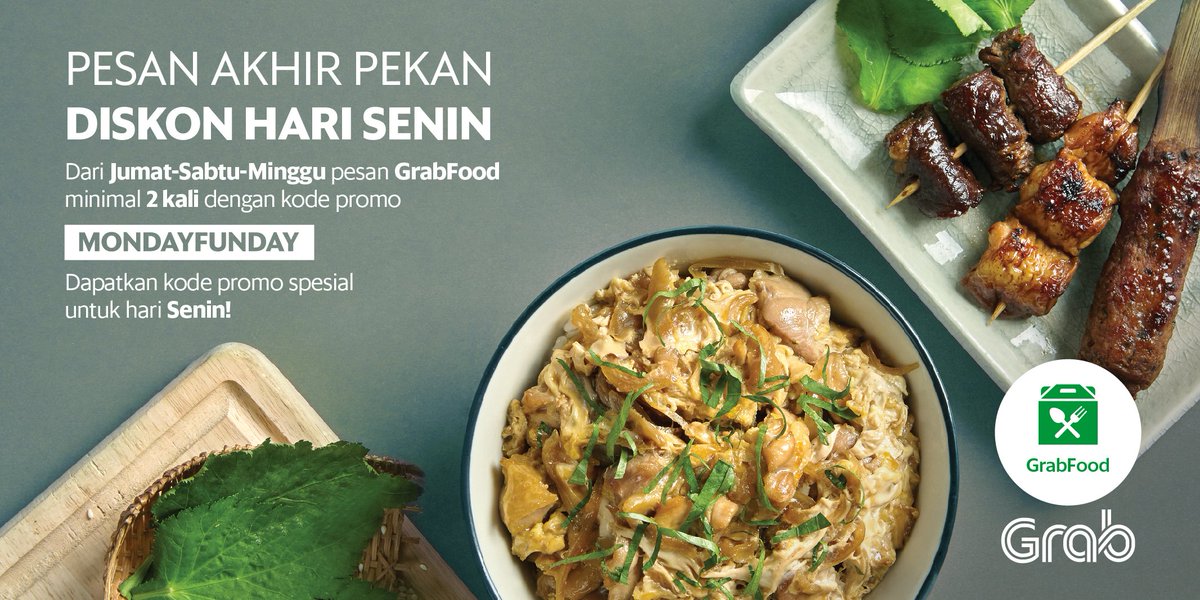 PESAN AKHIR PEKAN
DISKON HARI SENIN
Dari Jumat-Sabtu-Minggu pesan GrabFood
minimal 2 kali dengan kode promo
MONDAYFUNDAY
Dapatkan kode promo spesial
untuk hari Senin!
GrabFood
Grab